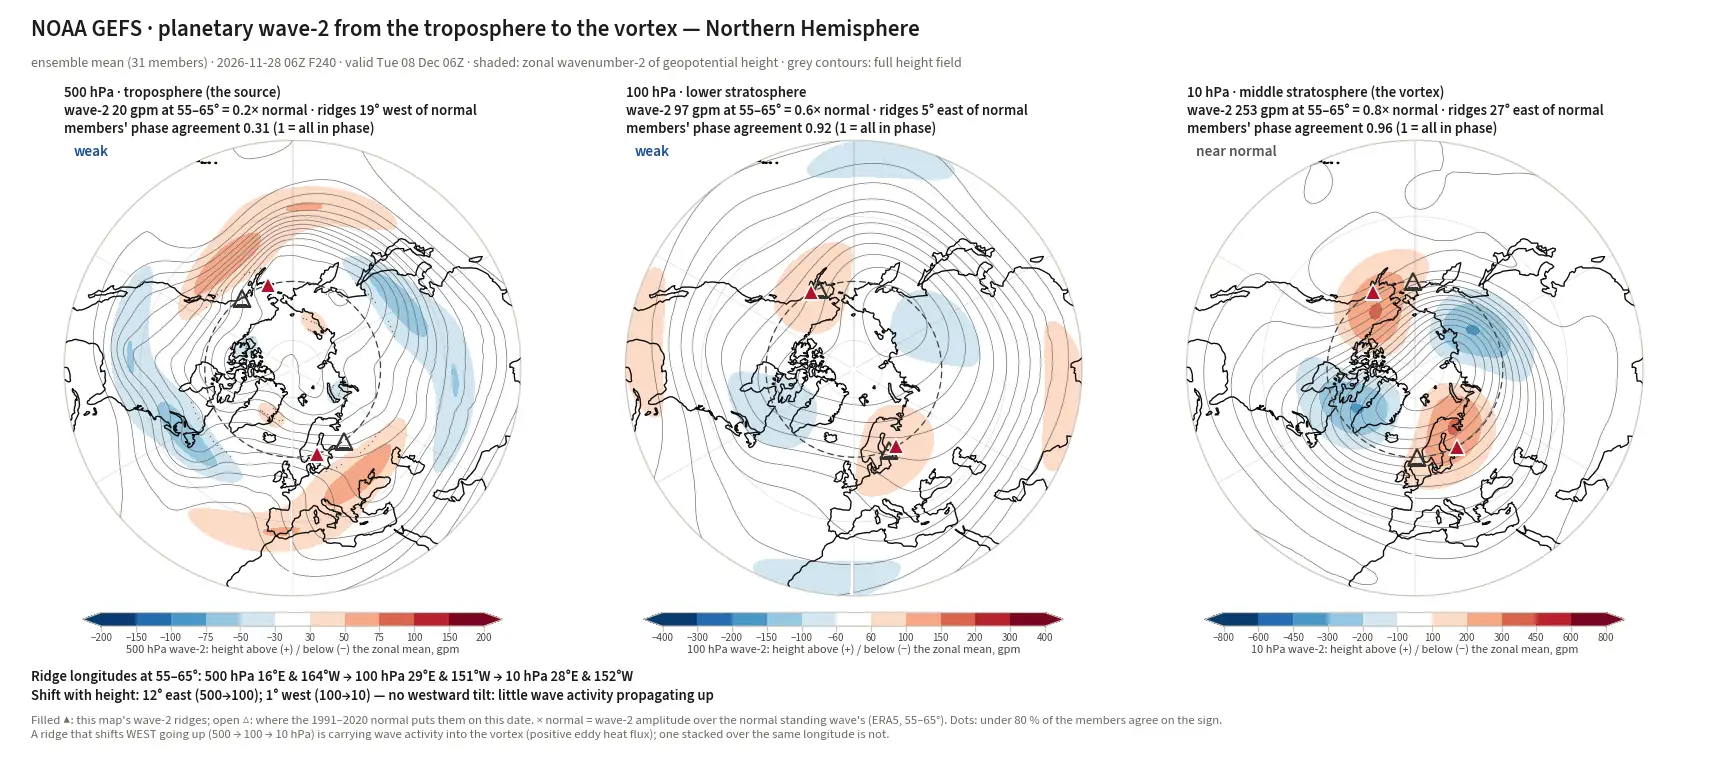 NOAA GEFS · planetary wave-2 from the troposphere to the vortex — Northern Hemisphere
ensemble mean (31 members) · 2026-11-28 06Z F240 · valid Tue 08 Dec 06Z · shaded: zonal wavenumber-2 of geopotential height · grey contours: full height field
500 hPa · troposphere (the source)
wave-2 20 gpm at 55–65° = 0.2× normal · ridges 19° west of normal
members' phase agreement 0.31 (1 = all in phase)
weak
100 hPa · lower stratosphere
wave-2 97 gpm at 55–65° = 0.6× normal · ridges 5° east of normal
members' phase agreement 0.92 (1 = all in phase)
weak
10 hPa · middle stratosphere (the vortex)
wave-2 253 gpm at 55–65° = 0.8× normal · ridges 27° east of normal
members' phase agreement 0.96 (1 = all in phase)
near normal
−200 −150 −100 −75 −50 −30 30 50 75 100 150 200
500 hPa wave-2: height above (+) / below (−) the zonal mean, gpm
−400 −300 −200 −150 −100 −60 60 100 150 200 300 400
100 hPa wave-2: height above (+) / below (−) the zonal mean, gpm
−800 −600 −450 −300 −200 −100 100 200 300 450 600 800
10 hPa wave-2: height above (+) / below (−) the zonal mean, gpm
Ridge longitudes at 55–65°: 500 hPa 16°E & 164°W → 100 hPa 29°E & 151°W → 10 hPa 28°E & 152°W
Shift with height: 12° east (500→100); 1° west (100→10) — no westward tilt: little wave activity propagating up
Filled ▲: this map's wave-2 ridges; open △: where the 1991–2020 normal puts them on this date. × normal = wave-2 amplitude over the normal standing wave's (ERA5, 55–65°). Dots: under 80 % of the members agree on the sign.
A ridge that shifts WEST going up (500 → 100 → 10 hPa) is carrying wave activity into the vortex (positive eddy heat flux); one stacked over the same longitude is not.